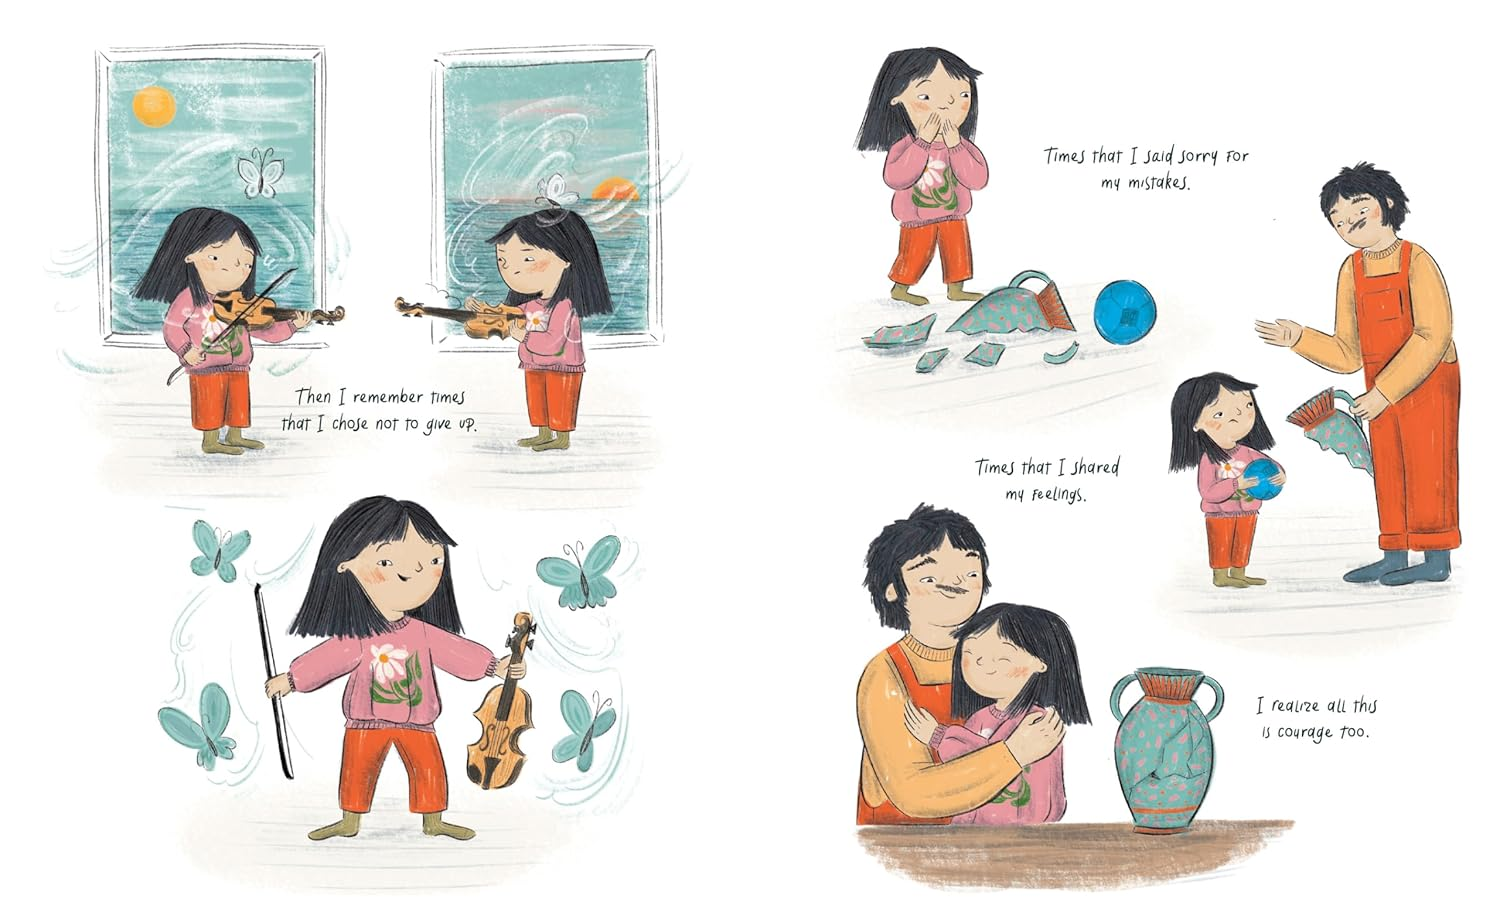 Then I remember times
that I chose not to give up.
Times that I said sorry for
my mistakes.
Times that I shared
my feelings.
I realize all this
is courage too.